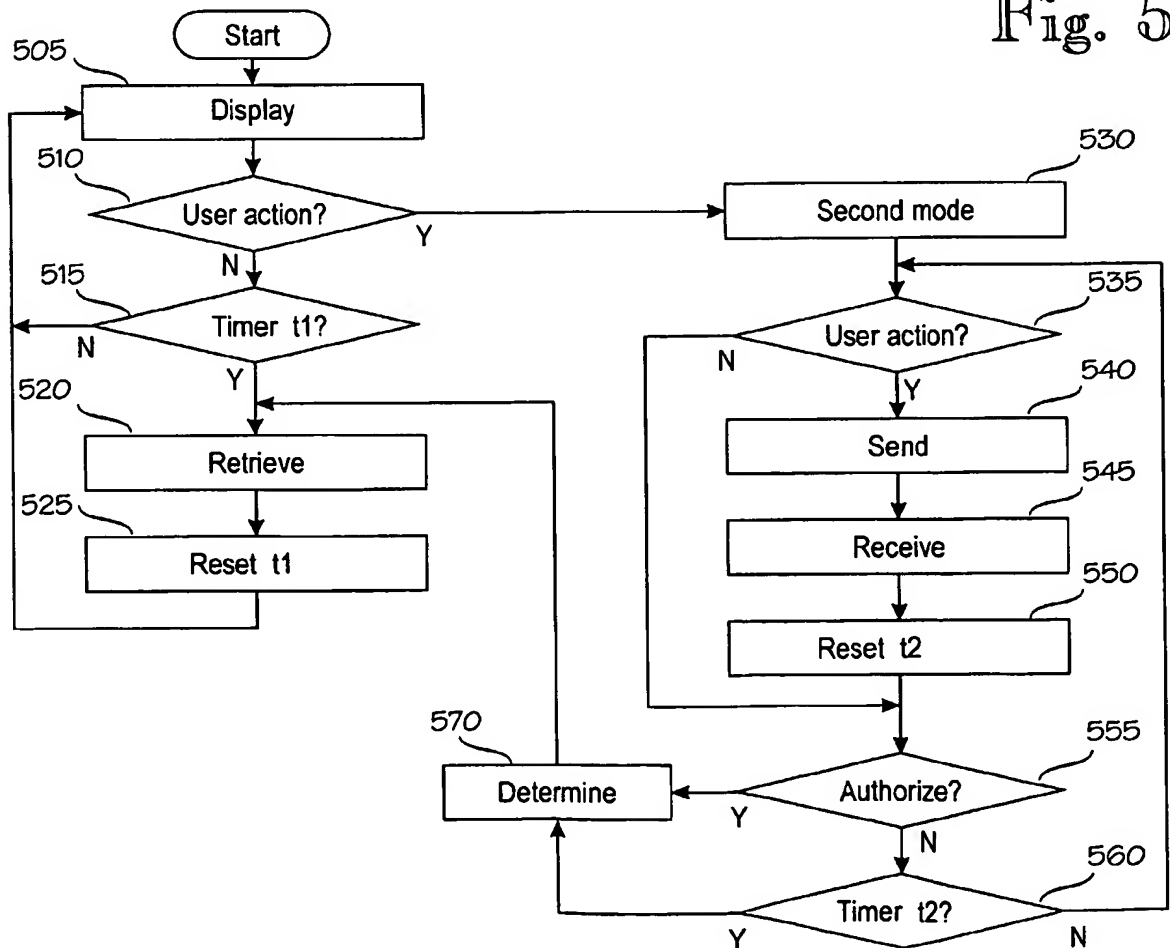 Fig. 5
Start
505
Display
510
User action?
Y
N
515
Timer t1?
N
Y
520
Retrieve
525
Reset t1
530
Second mode
535
User action?
N
Y
540
Send
545
Receive
550
Reset t2
555
Authorize?
Y
N
570
Determine
560
Timer t2?
Y
N